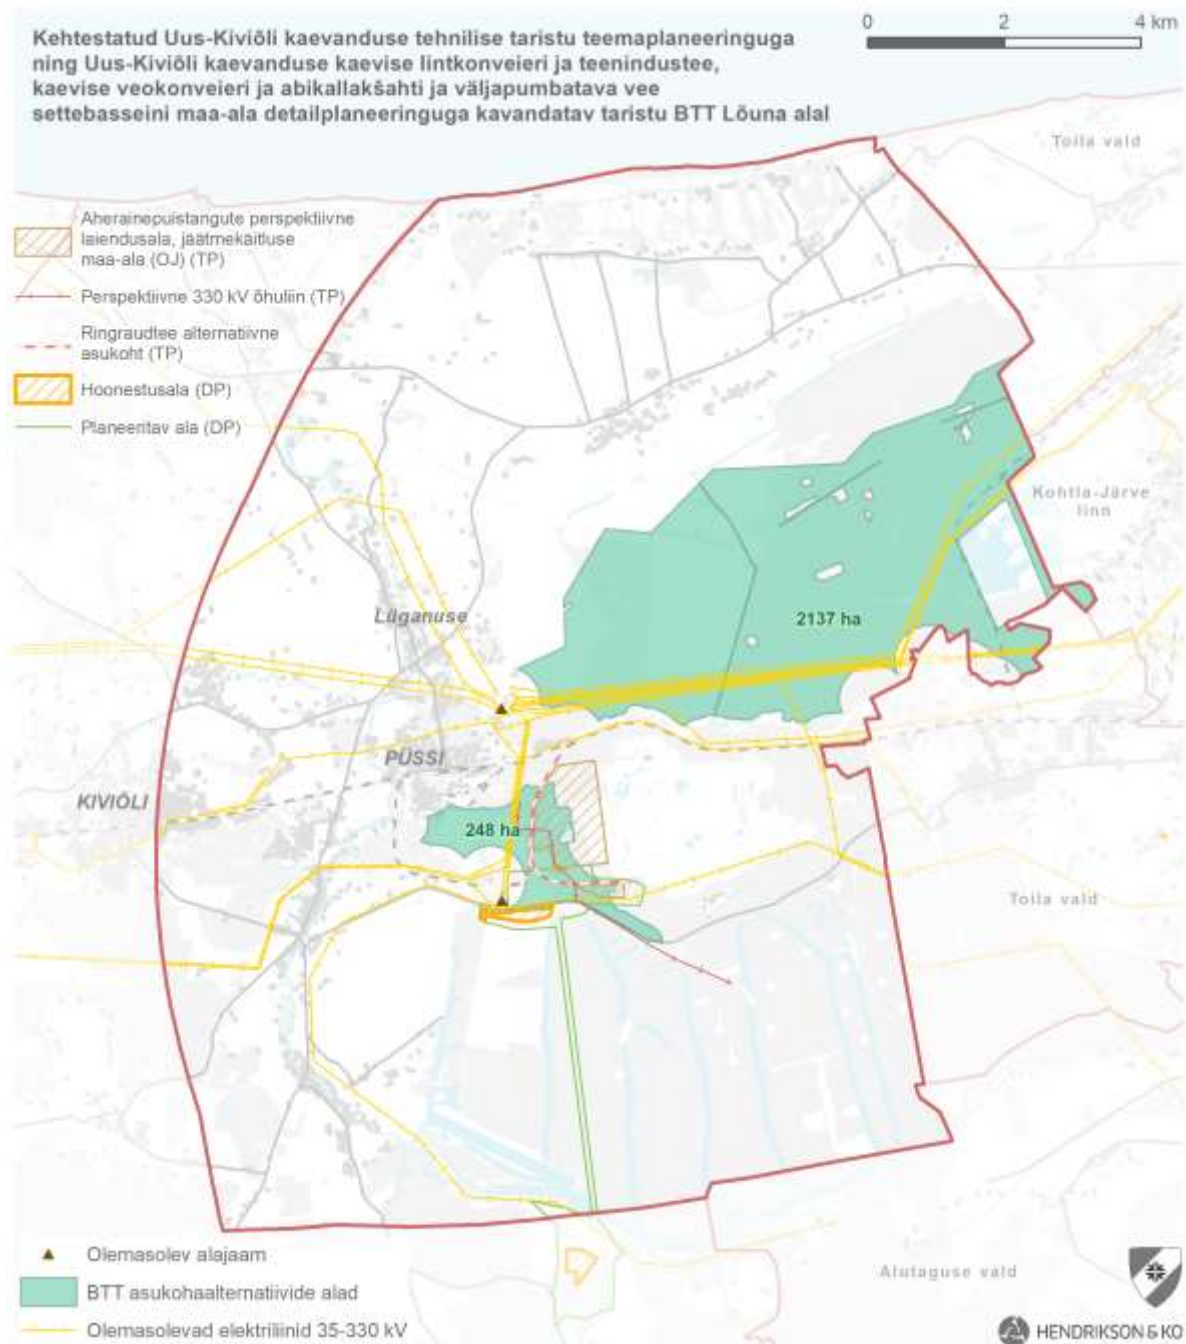 Kehtestatud Uus-Kiviõli kaevanduse tehnilise taristu teemaplaneeringuga
ning Uus-Kiviõli kaevanduse kaevise lintkonveieri ja teenindustee,
kaevise veokonveieri ja abikallakšahti ja väljapumbatava vee
settebasseini maa-ala detailplaneeringuga kavandatav taristu BTT Lõuna alal
0 2 4 km
Toila vald
Aherainepuistangute perspektiivne
laiendusala, jäätmekäitluse
maa-ala (OJ) (TP)
Perspektiivne 330 kV õhuliin (TP)
Ringraudtee alternatiivne
asukoht (TP)
Hoonestusala (DP)
Planeeritav ala (DP)
Kohtla-Järve
linn
Lüganuse
2137 ha
PÜSSI
KIVIÕLI
248 ha
Toila vald
Olemasolev alajaam
BTT asukohaalternatiivide alad
Olemasolevad elektriliinid 35-330 kV
Alutaguse vald
HENDRIKSON & KO